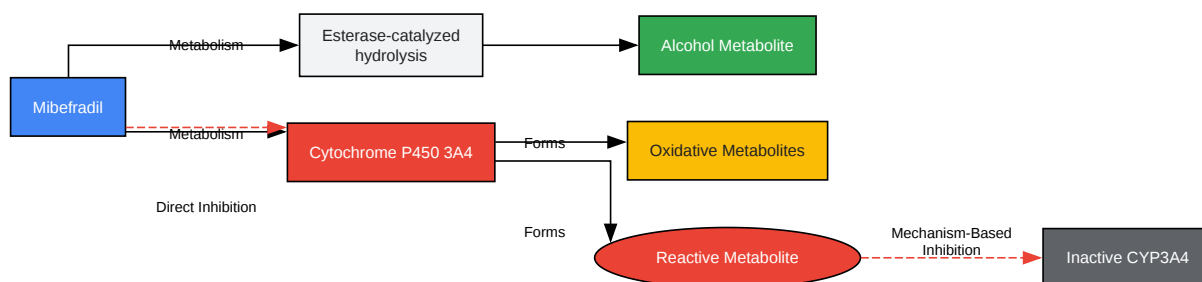 Metabolism
Esterase-catalyzed
hydrolysis
Alcohol Metabolite
Mibefradil
Metabolism
Cytochrome P450 3A4
Forms
Oxidative Metabolites
Direct Inhibition
Forms
Reactive Metabolite
Mechanism-Based
Inhibition
Inactive CYP3A4